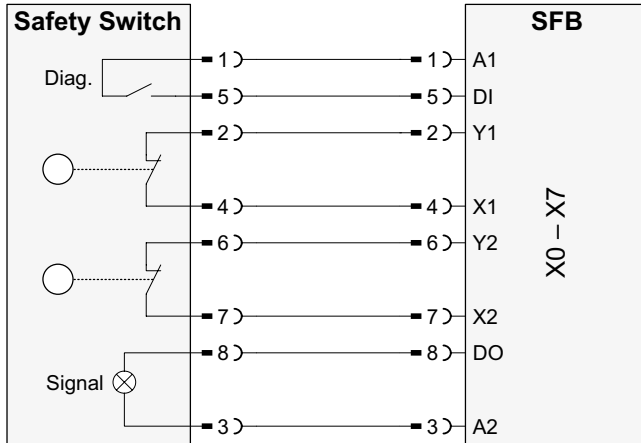 Safety Switch SFB
1 1 A1
Diag.
5 5 DI
2 2 Y1
4 4 X1
6 6 Y2
X0 – X7
7 7 X2
8 8 DO
Signal
3 3 A2